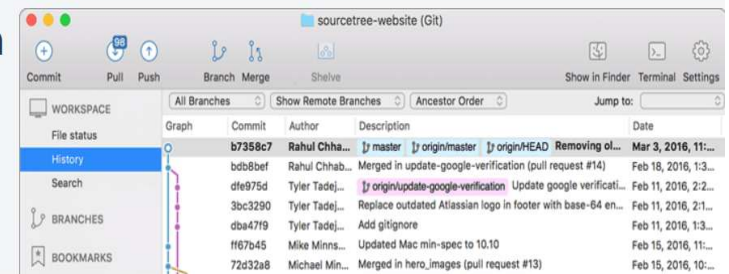 sourcetree-website (Git)
98
Commit Pull Push Branch Merge Shelve Show in Finder Terminal Settings
WORKSPACE
File status
History
Search
BRANCHES
BOOKMARKS
All Branches Show Remote Branches Ancestor Order Jump to:
Graph Commit Author Description Date
b7358c7 Rahul Chha... master origin/master origin/HEAD Removing ol... Mar 3, 2016, 11:...
bdb8bef Rahul Chhab... Merged in update-google-verification (pull request #14) Feb 18, 2016, 1:3...
dfe975d Tyler Tadej... origin/update-google-verification Update google verificati... Feb 11, 2016, 2:2...
3bc3290 Tyler Tadej... Replace outdated Atlassian logo in footer with base-64 en... Feb 11, 2016, 2:1...
dba47f9 Tyler Tadej... Add gitignore Feb 11, 2016, 1:3...
ff67b45 Mike Minns... Updated Mac min-spec to 10.10 Feb 15, 2016, 11:...
72d32a8 Michael Min... Merged in hero_images (pull request #13) Feb 15, 2016, 10:...